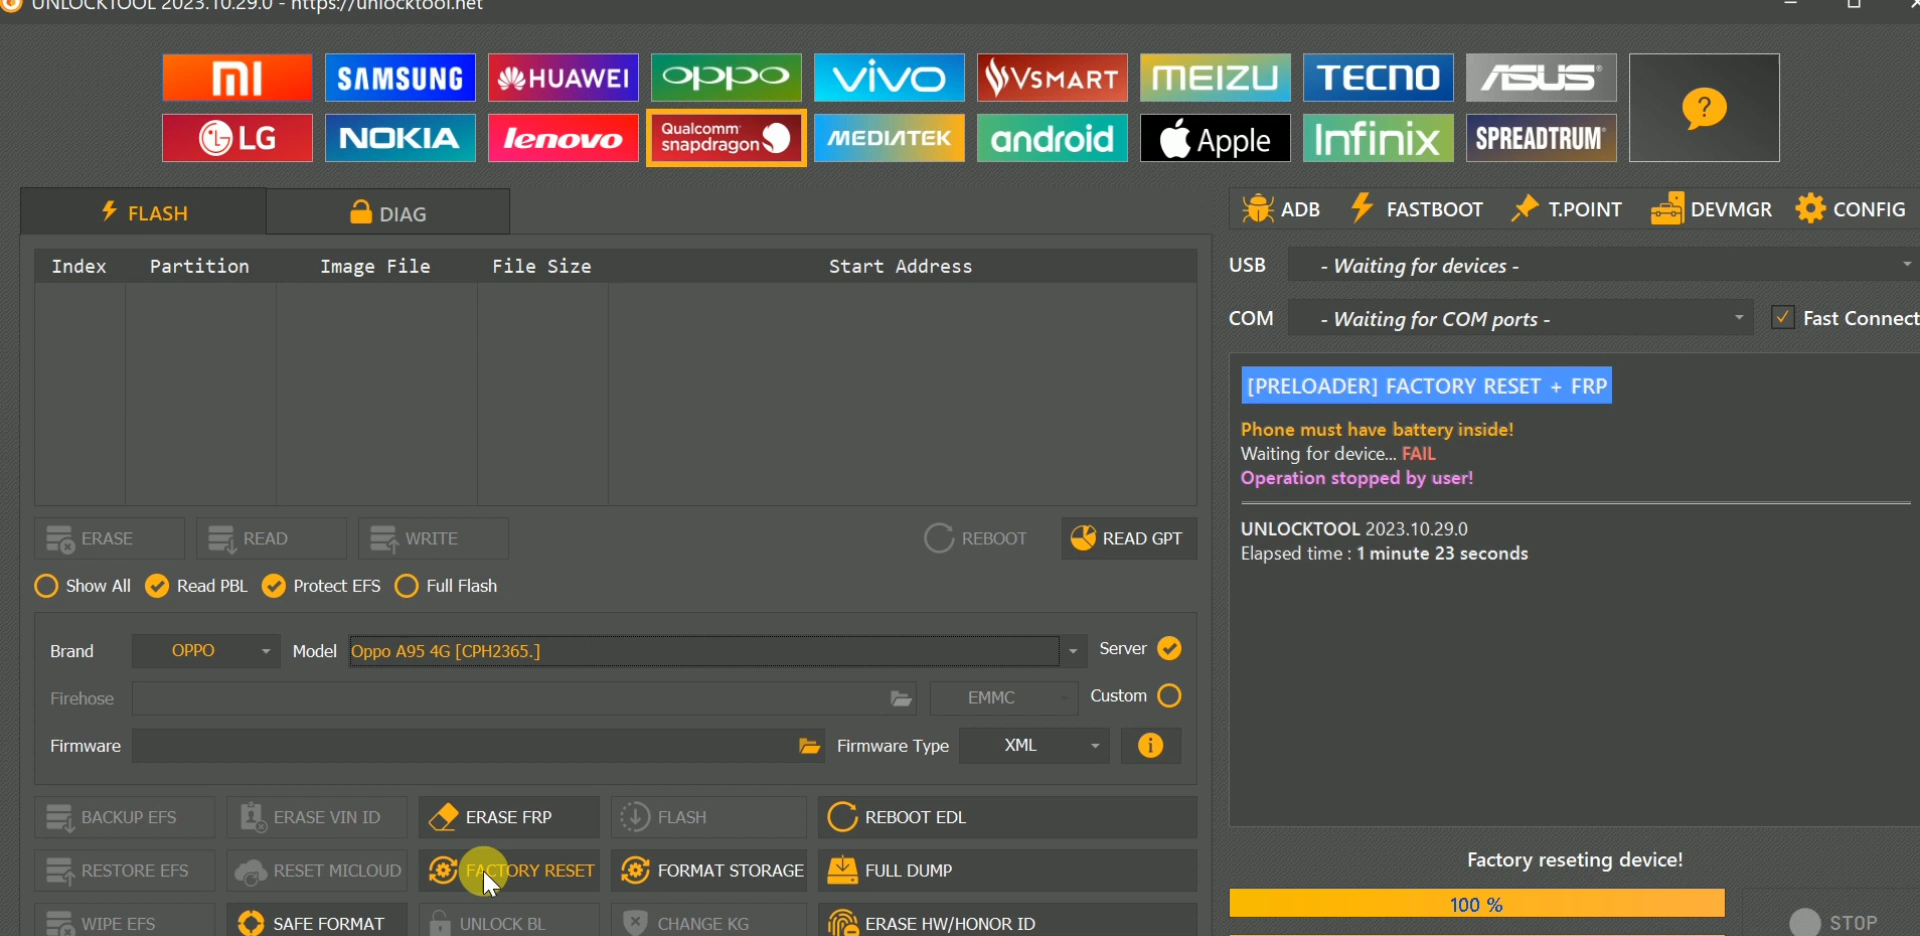 UNLOCKTOOL 2023.10.29.0 - https://unlocktool.net
SAMSUNG HUAWEI oppo vivo VSMART MEIZU TECNO ASUS ?
LG NOKIA lenovo Qualcomm snapdragon MEDIATEK android Apple Infinix SPREADTRUM
FLASH DIAG
ADB FASTBOOT T.POINT DEVMGR CONFIG
Index Partition Image File File Size Start Address
USB - Waiting for devices -
COM - Waiting for COM ports - Fast Connect
[PRELOADER] FACTORY RESET + FRP
Phone must have battery inside!
Waiting for device... FAIL
Operation stopped by user!
UNLOCKTOOL 2023.10.29.0
Elapsed time : 1 minute 23 seconds
ERASE READ WRITE REBOOT READ GPT
Show All Read PBL Protect EFS Full Flash
Brand OPPO Model Oppo A95 4G [CPH2365.] Server
Firehose EMMC Custom
Firmware Firmware Type XML
BACKUP EFS ERASE VIN ID ERASE FRP FLASH REBOOT EDL
RESTORE EFS RESET MICLOUD FACTORY RESET FORMAT STORAGE FULL DUMP
WIPE EFS SAFE FORMAT UNLOCK BL CHANGE KG ERASE HW/HONOR ID
Factory reseting device!
100 %
STOP